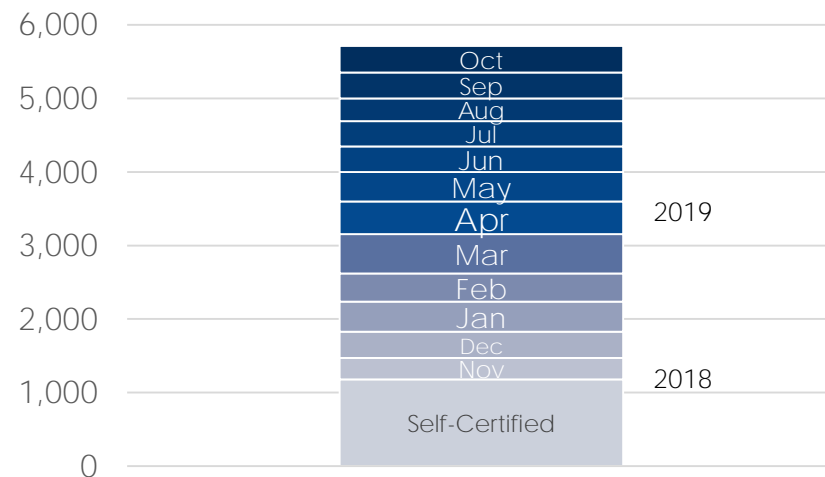 6,000
Oct
Sep
5,000
Aug
Jul
4,000
Jun
May
Apr
2019
3,000
Mar
Feb
2,000
Jan
Dec
Nov
2018
1,000
Self-Certified
0